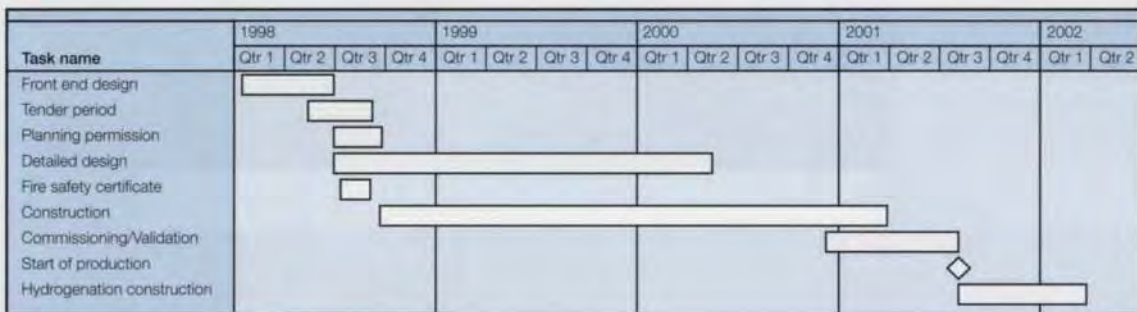 1998 1999 2000 2001 2002
Task name Qtr 1 Qtr 2 Qtr 3 Qtr 4 Qtr 1 Qtr 2 Qtr 3 Qtr 4 Qtr 1 Qtr 2 Qtr 3 Qtr 4 Qtr 1 Qtr 2 Qtr 3 Qtr 4 Qtr 1 Qtr 2
Front end design
Tender period
Planning permission
Detailed design
Fire safety certificate
Construction
Commissioning/Validation
Start of production
Hydrogenation construction